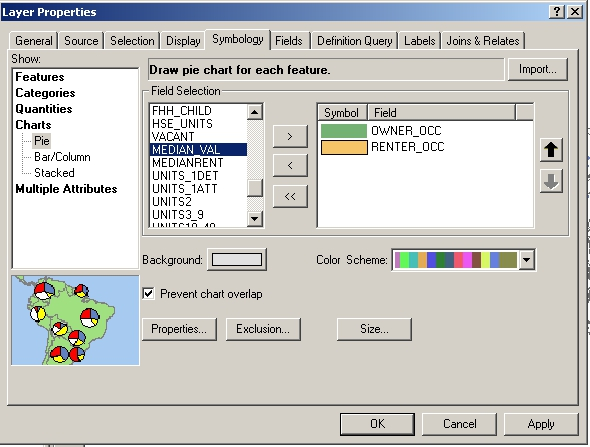 Layer Properties
General Source Selection Display Symbology Fields Definition Query Labels Joins & Relates
Show:
Features
Categories
Quantities
Charts
Pie
Bar/Column
Stacked
Multiple Attributes
Draw pie chart for each feature.
Import...
Field Selection
FHH_CHILD
HSE_UNITS
VACANT
MEDIAN_VAL
MEDIANRENT
UNITS_1DET
UNITS_1ATT
UNITS2
UNITS3_9
UNITS10_49
>
<
<<
Symbol Field
OWNER_OCC
RENTER_OCC
Background:
Color Scheme:
Prevent chart overlap
Properties...
Exclusion...
Size...
OK
Cancel
Apply